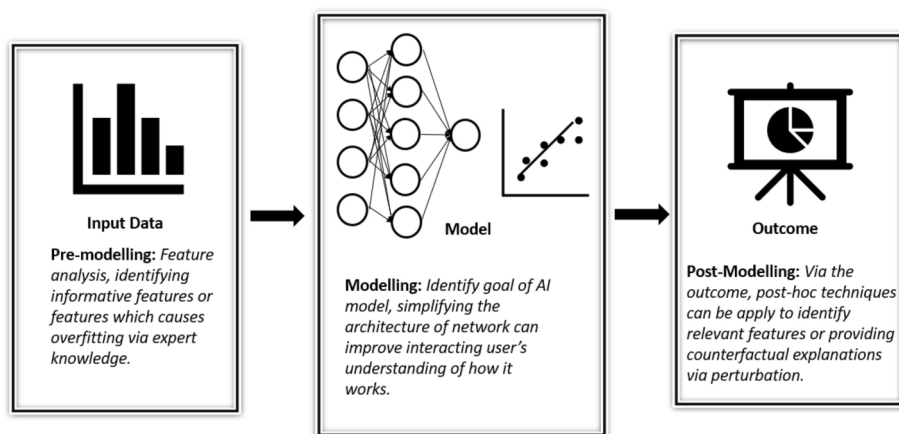 Input Data
Pre-modelling: Feature
analysis, identifying
informative features or
features which causes
overfitting via expert
knowledge.
Model
Modelling: Identify goal of AI
model, simplifying the
architecture of network can
improve interacting user's
understanding of how it
works.
Outcome
Post-Modelling: Via the
outcome, post-hoc techniques
can be apply to identify
relevant features or providing
counterfactual explanations
via perturbation.